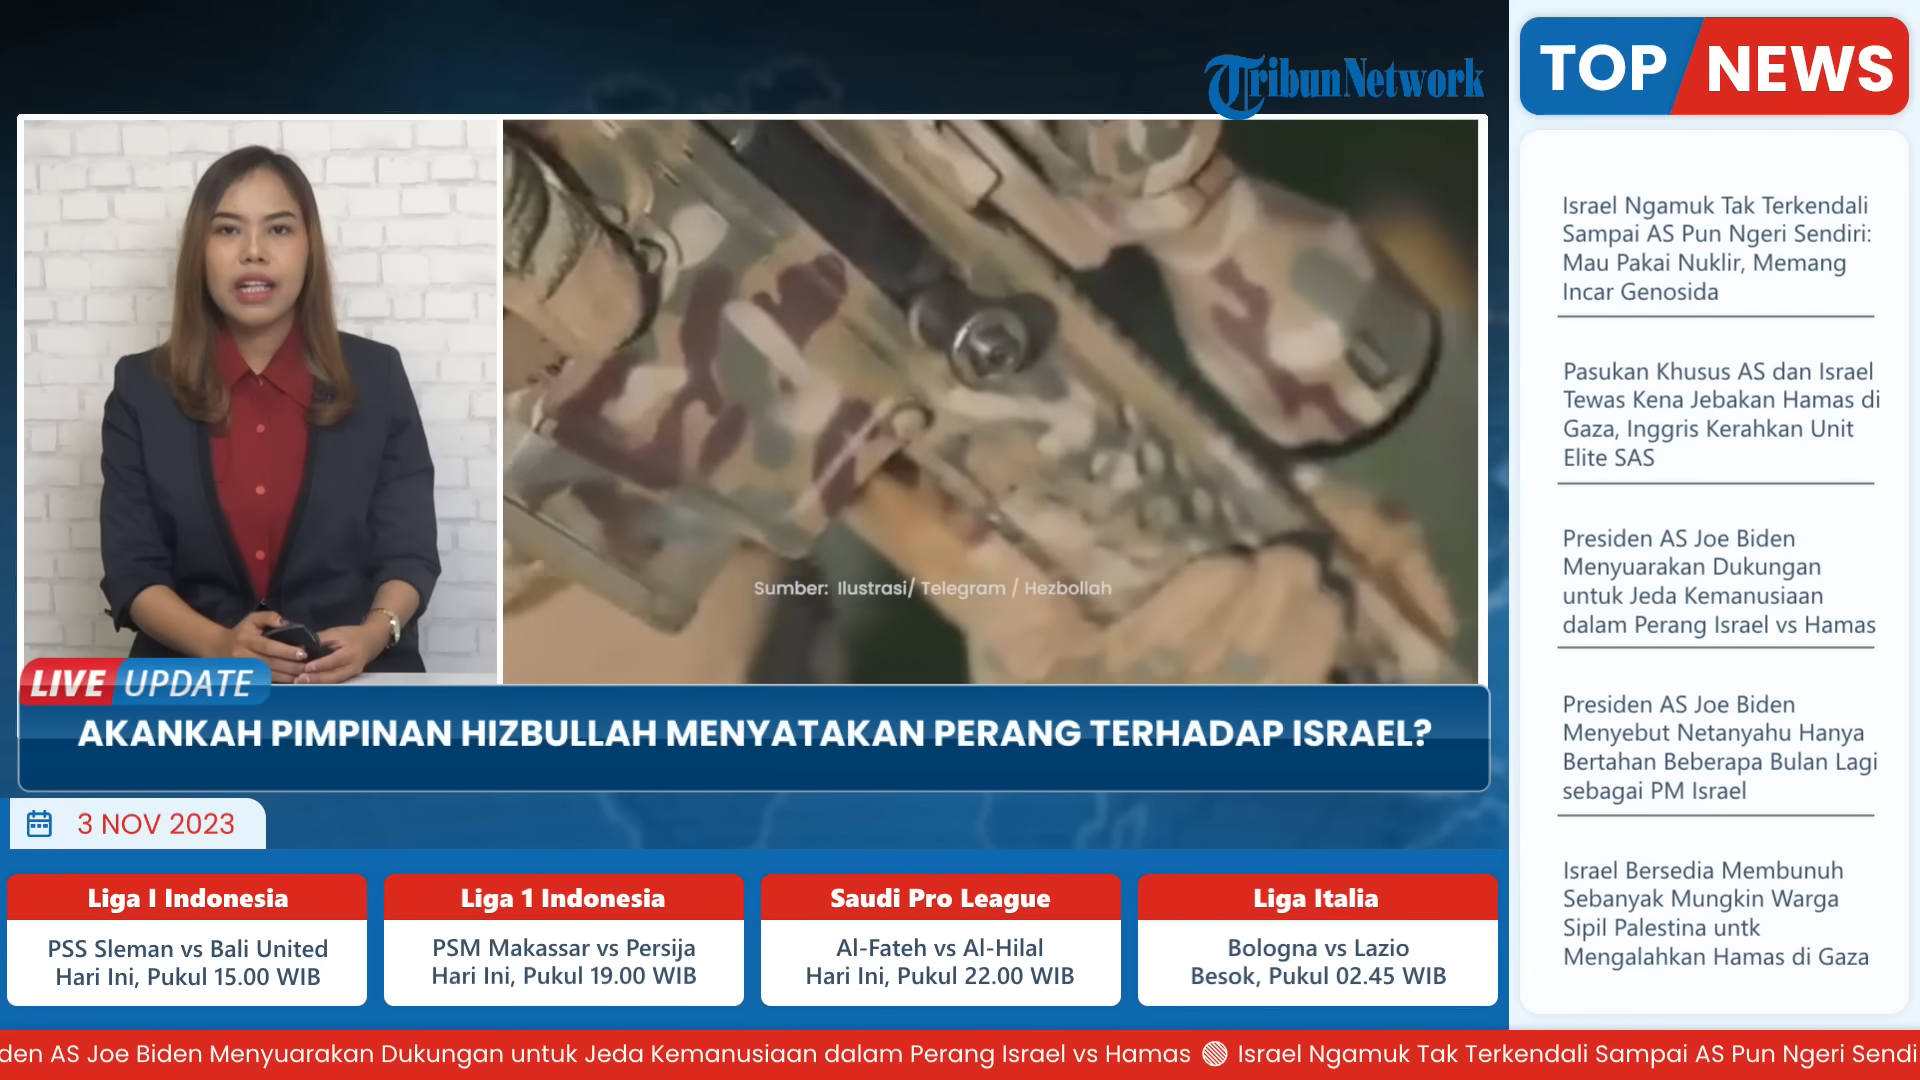 TribunNetwork
TOP NEWS
Israel Ngamuk Tak Terkendali
Sampai AS Pun Ngeri Sendiri:
Mau Pakai Nuklir, Memang
Incar Genosida
Pasukan Khusus AS dan Israel
Tewas Kena Jebakan Hamas di
Gaza, Inggris Kerahkan Unit
Elite SAS
Presiden AS Joe Biden
Menyuarakan Dukungan
untuk Jeda Kemanusiaan
dalam Perang Israel vs Hamas
Presiden AS Joe Biden
Menyebut Netanyahu Hanya
Bertahan Beberapa Bulan Lagi
sebagai PM Israel
Israel Bersedia Membunuh
Sebanyak Mungkin Warga
Sipil Palestina untk
Mengalahkan Hamas di Gaza
Sumber: Ilustrasi/ Telegram / Hezbollah
LIVE UPDATE
AKANKAH PIMPINAN HIZBULLAH MENYATAKAN PERANG TERHADAP ISRAEL?
3 NOV 2023
Liga I Indonesia
PSS Sleman vs Bali United
Hari Ini, Pukul 15.00 WIB
Liga 1 Indonesia
PSM Makassar vs Persija
Hari Ini, Pukul 19.00 WIB
Saudi Pro League
Al-Fateh vs Al-Hilal
Hari Ini, Pukul 22.00 WIB
Liga Italia
Bologna vs Lazio
Besok, Pukul 02.45 WIB
den AS Joe Biden Menyuarakan Dukungan untuk Jeda Kemanusiaan dalam Perang Israel vs Hamas Israel Ngamuk Tak Terkendali Sampai AS Pun Ngeri Sendi